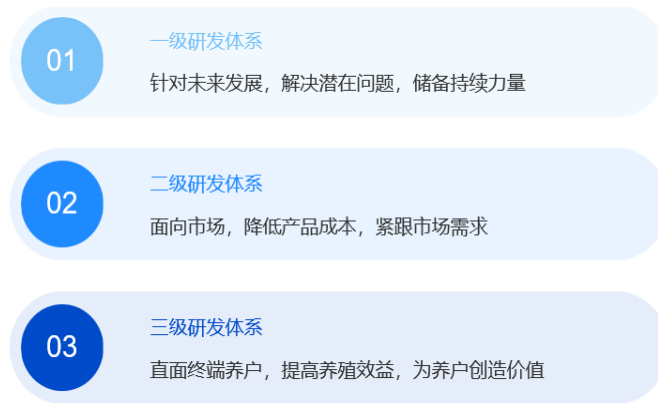 01
一级研发体系
针对未来发展，解决潜在问题，储备持续力量
02
二级研发体系
面向市场，降低产品成本，紧跟市场需求
03
三级研发体系
直面终端养户，提高养殖效益，为养户创造价值